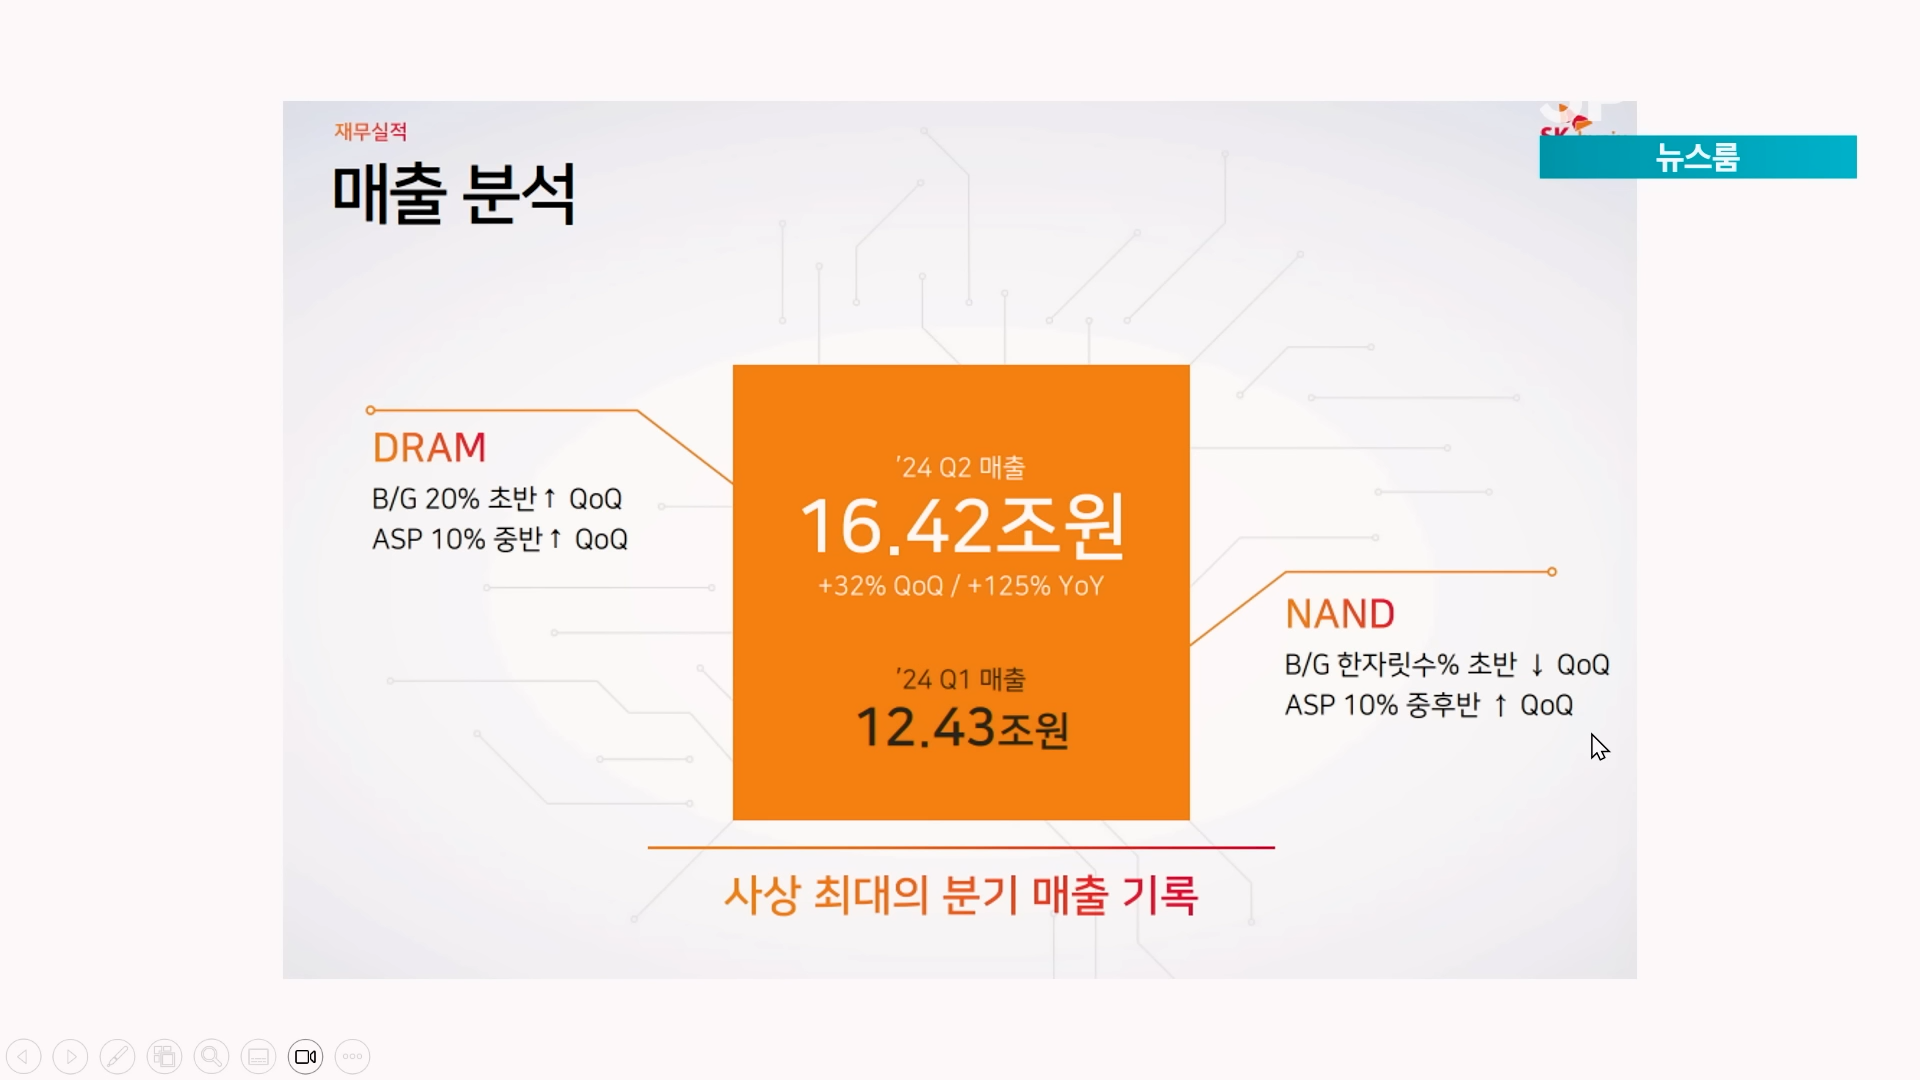 재무실적
매출 분석
SK
뉴스룸
DRAM
B/G 20% 초반↑ QoQ
ASP 10% 중반↑ QoQ
'24 Q2 매출
16.42조원
+32% QoQ / +125% YoY
'24 Q1 매출
12.43조원
NAND
B/G 한자릿수% 초반 ↓ QoQ
ASP 10% 중후반 ↑ QoQ
사상 최대의 분기 매출 기록